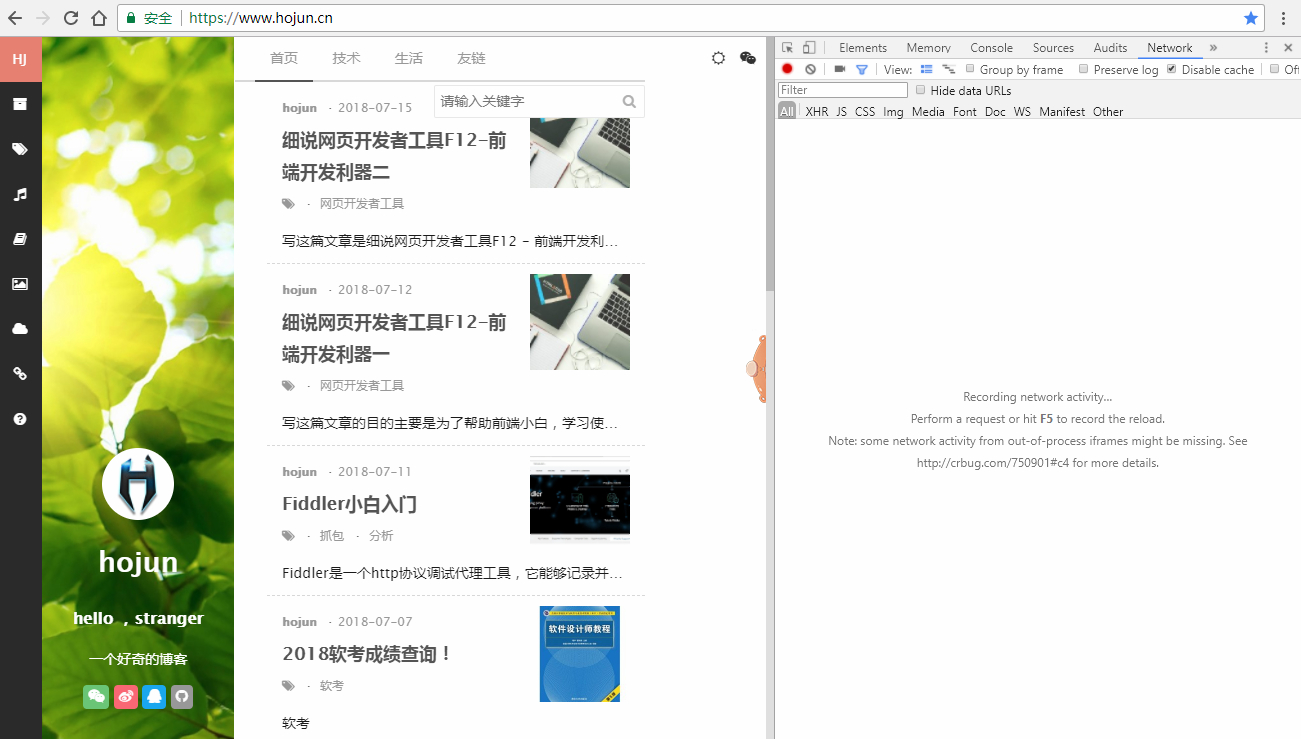 安全 https://www.hojun.cn
HJ
首页 技术 生活 友链
请输入关键字
hojun · 2018-07-15
细说网页开发者工具F12-前
端开发利器二
· 网页开发者工具
写这篇文章是细说网页开发者工具F12 - 前端开发利...
hojun · 2018-07-12
细说网页开发者工具F12-前
端开发利器一
· 网页开发者工具
写这篇文章的目的主要是为了帮助前端小白，学习使...
hojun · 2018-07-11
Fiddler小白入门
· 抓包 · 分析
Fiddler是一个http协议调试代理工具，它能够记录并...
hojun · 2018-07-07
2018软考成绩查询！
· 软考
软考
软件设计师教程
hojun
hello ，stranger
一个好奇的博客
Elements Memory Console Sources Audits Network »
View: Group by frame Preserve log Disable cache Off
Filter Hide data URLs
All XHR JS CSS Img Media Font Doc WS Manifest Other
Recording network activity...
Perform a request or hit F5 to record the reload.
Note: some network activity from out-of-process iframes might be missing. See
http://crbug.com/750901#c4 for more details.